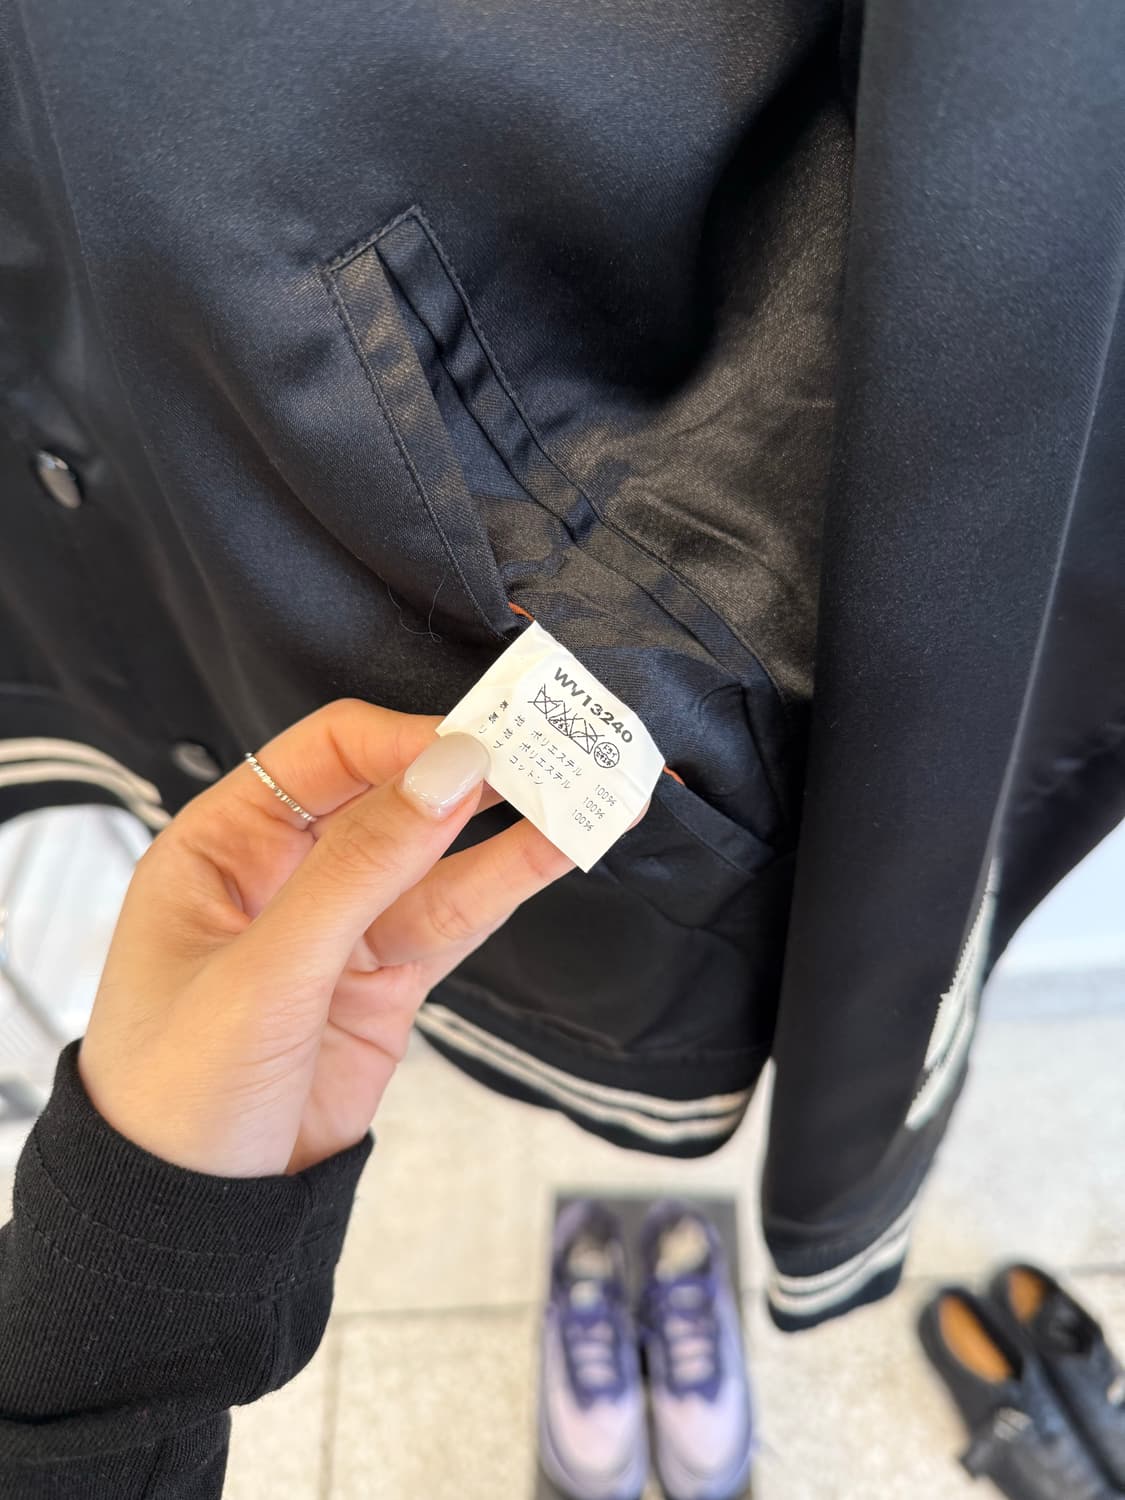 WV13240
表 地 ポリエステル 100%
裏 地 ポリエステル 100%
リ ブ コットン 100%